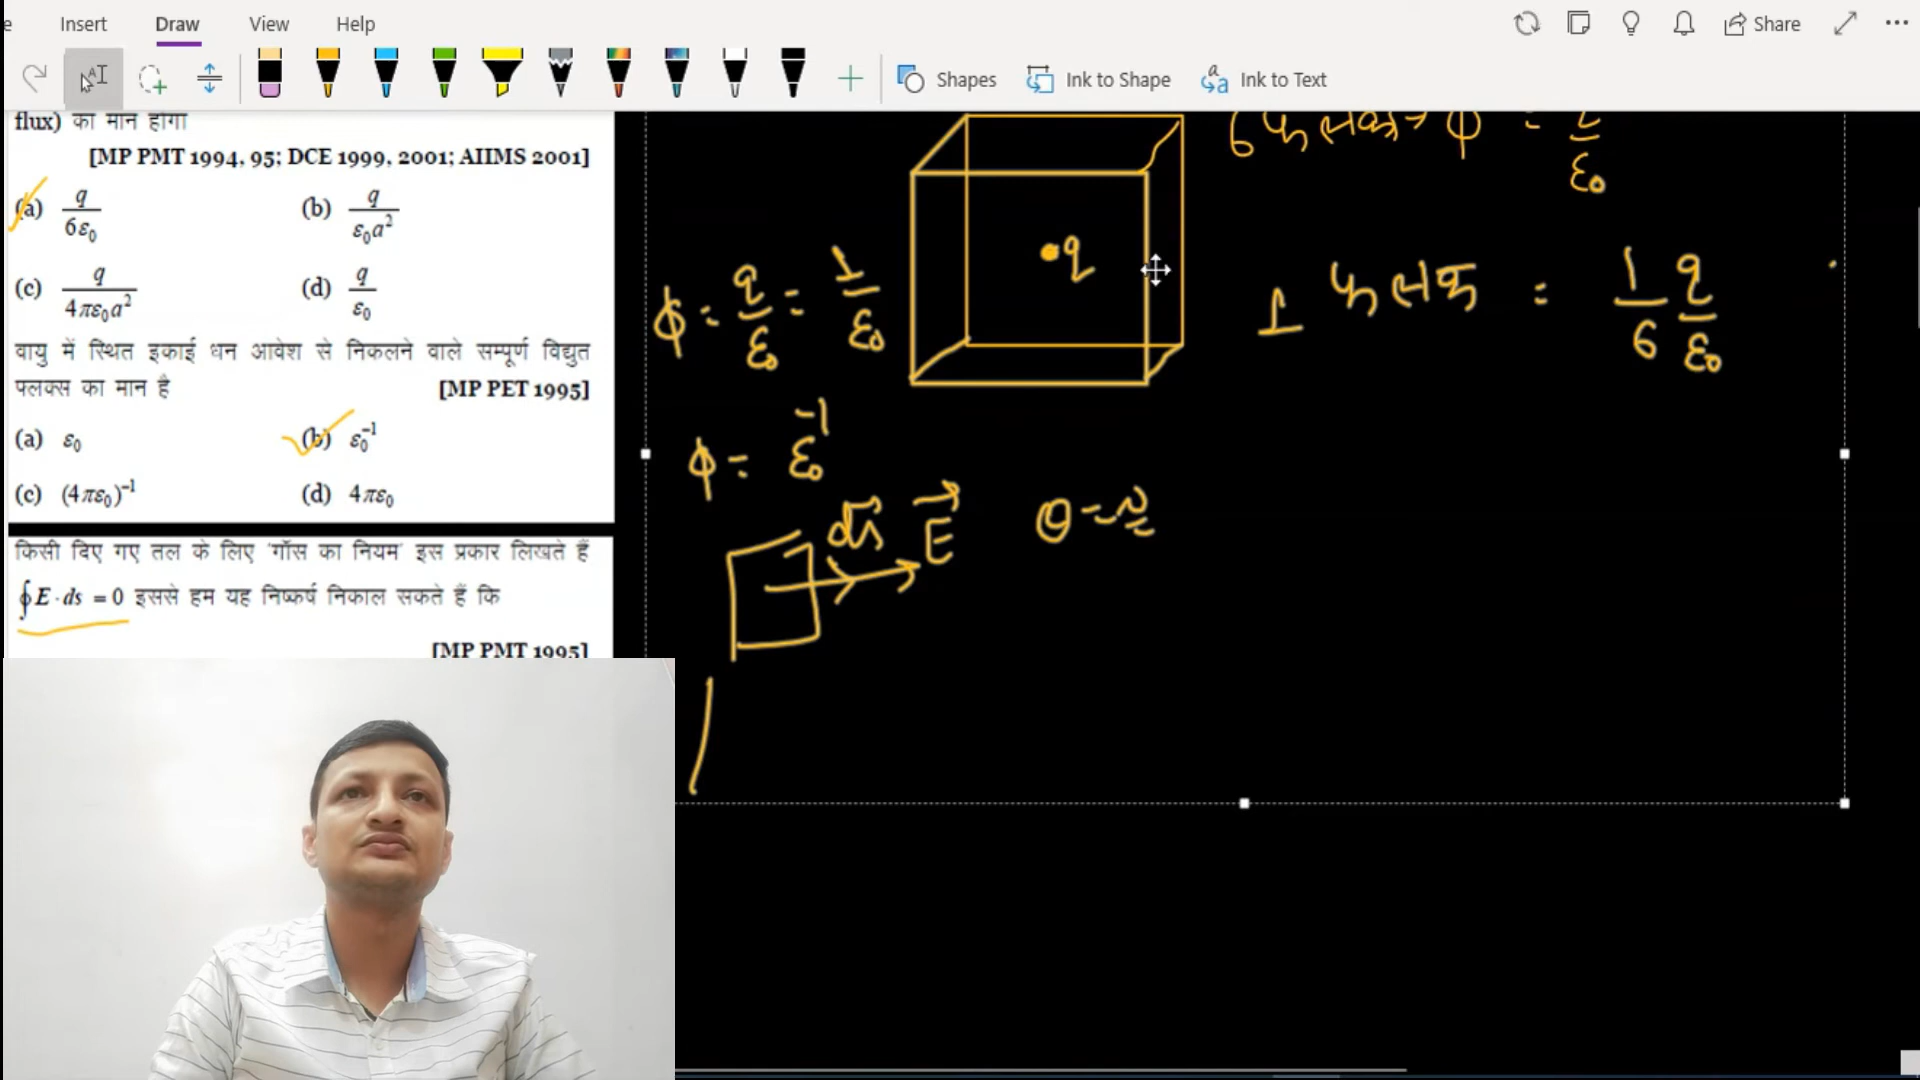 Insert Draw View Help Share
Shapes Ink to Shape Ink to Text
flux) का मान होगा
[MP PMT 1994, 95; DCE 1999, 2001; AIIMS 2001]
(a) q/6ε₀ (b) q/ε₀a²
(c) q/4πε₀a² (d) q/ε₀
वायु में स्थित इकाई धन आवेश से निकलने वाले सम्पूर्ण विद्युत
फ्लक्स का मान है [MP PET 1995]
(a) ε₀ (b) ε₀⁻¹
(c) (4πε₀)⁻¹ (d) 4πε₀
किसी दिए गए तल के लिए 'गॉस का नियम' इस प्रकार लिखते हैं
∮E·ds = 0 इससे हम यह निष्कर्ष निकाल सकते हैं कि
[MP PMT 1995]
q
ϕ = q/ε₀ = 1/ε₀
1 फलक = 1/6 q/ε₀
ϕ = ε₀⁻¹
ds⃗ E⃗